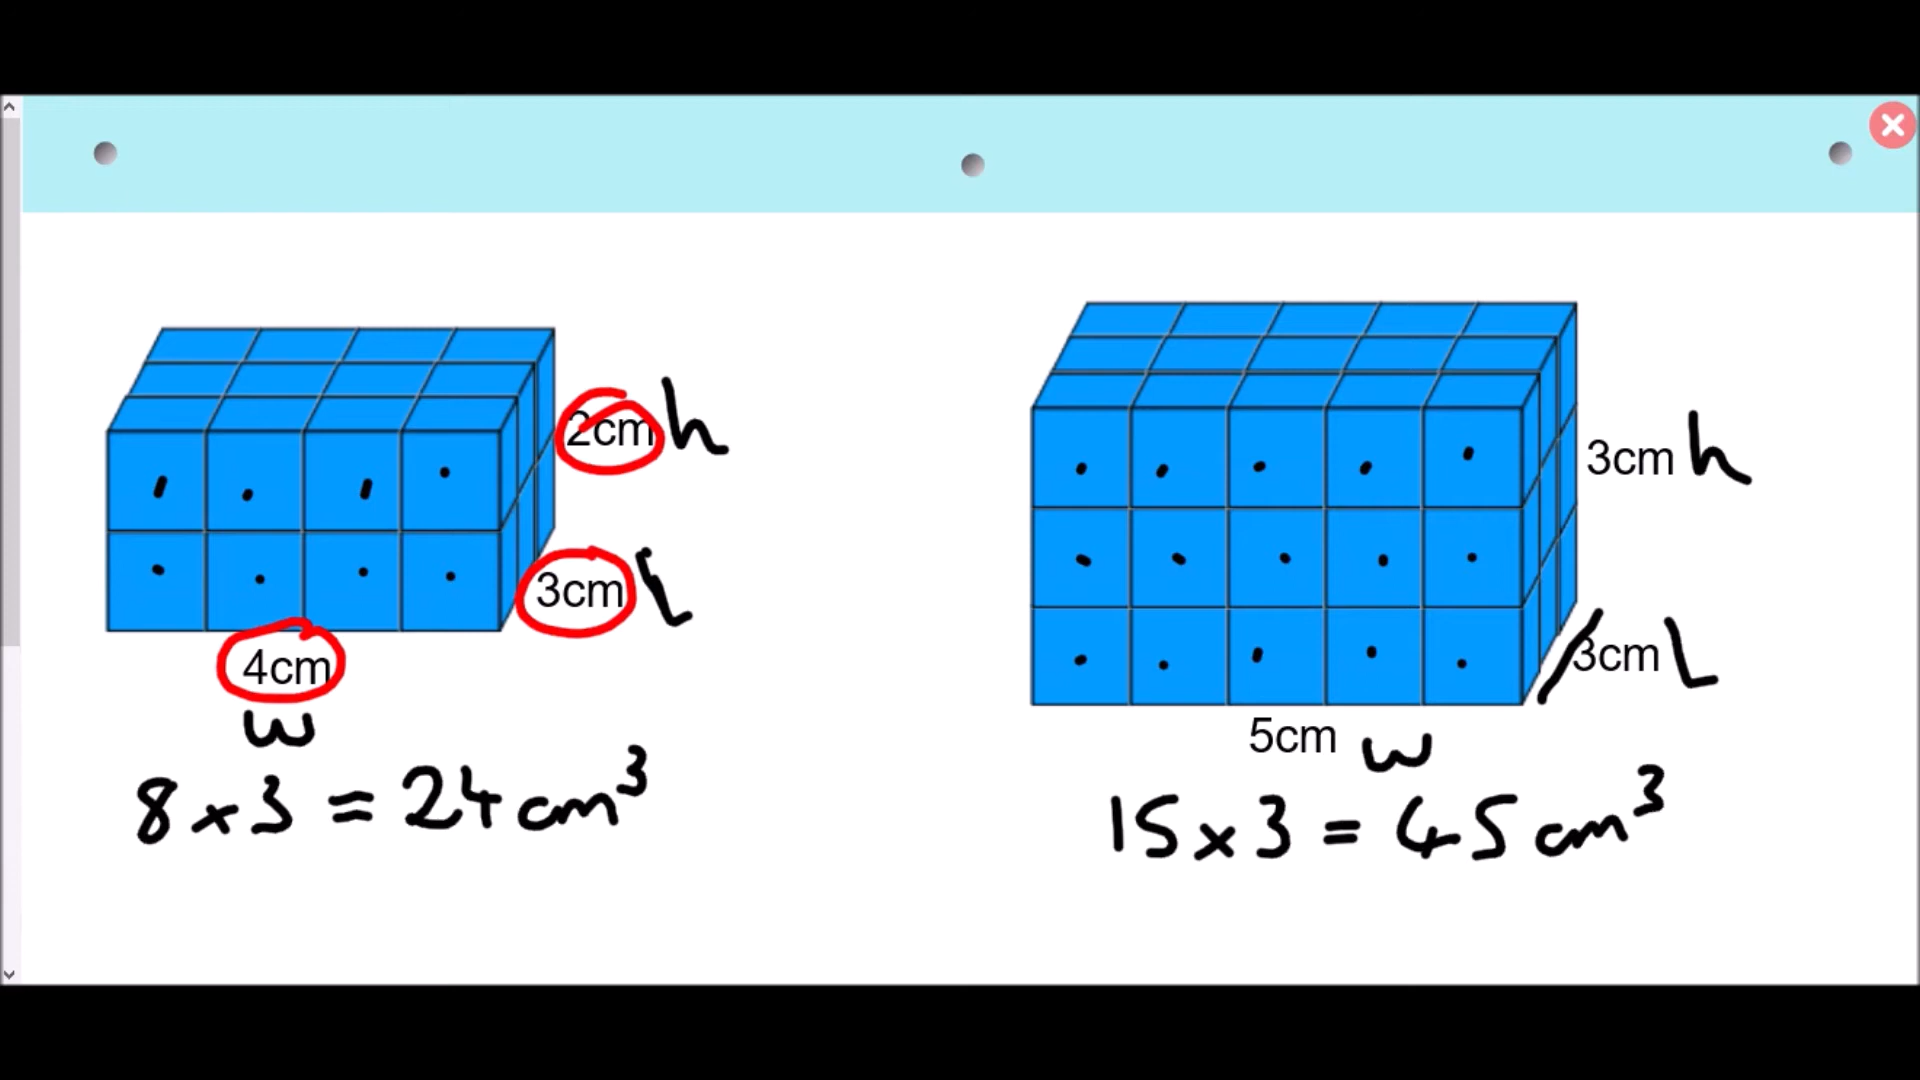 2cm h
3cm L
4cm
w
8 x 3 = 24 cm³
3cm h
3cm L
5cm w
15 x 3 = 45 cm³